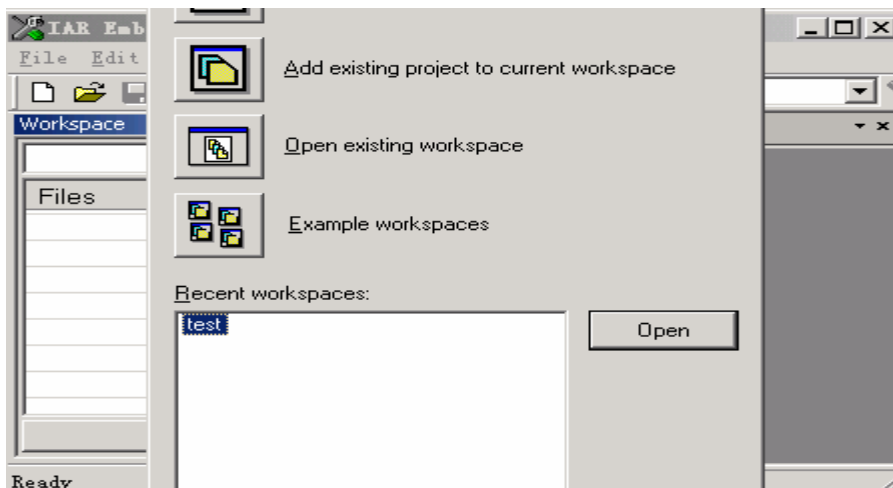 IAR Emb
File Edit
Add existing project to current workspace
Workspace
Open existing workspace
Files
Example workspaces
Recent workspaces:
test
Open
Ready